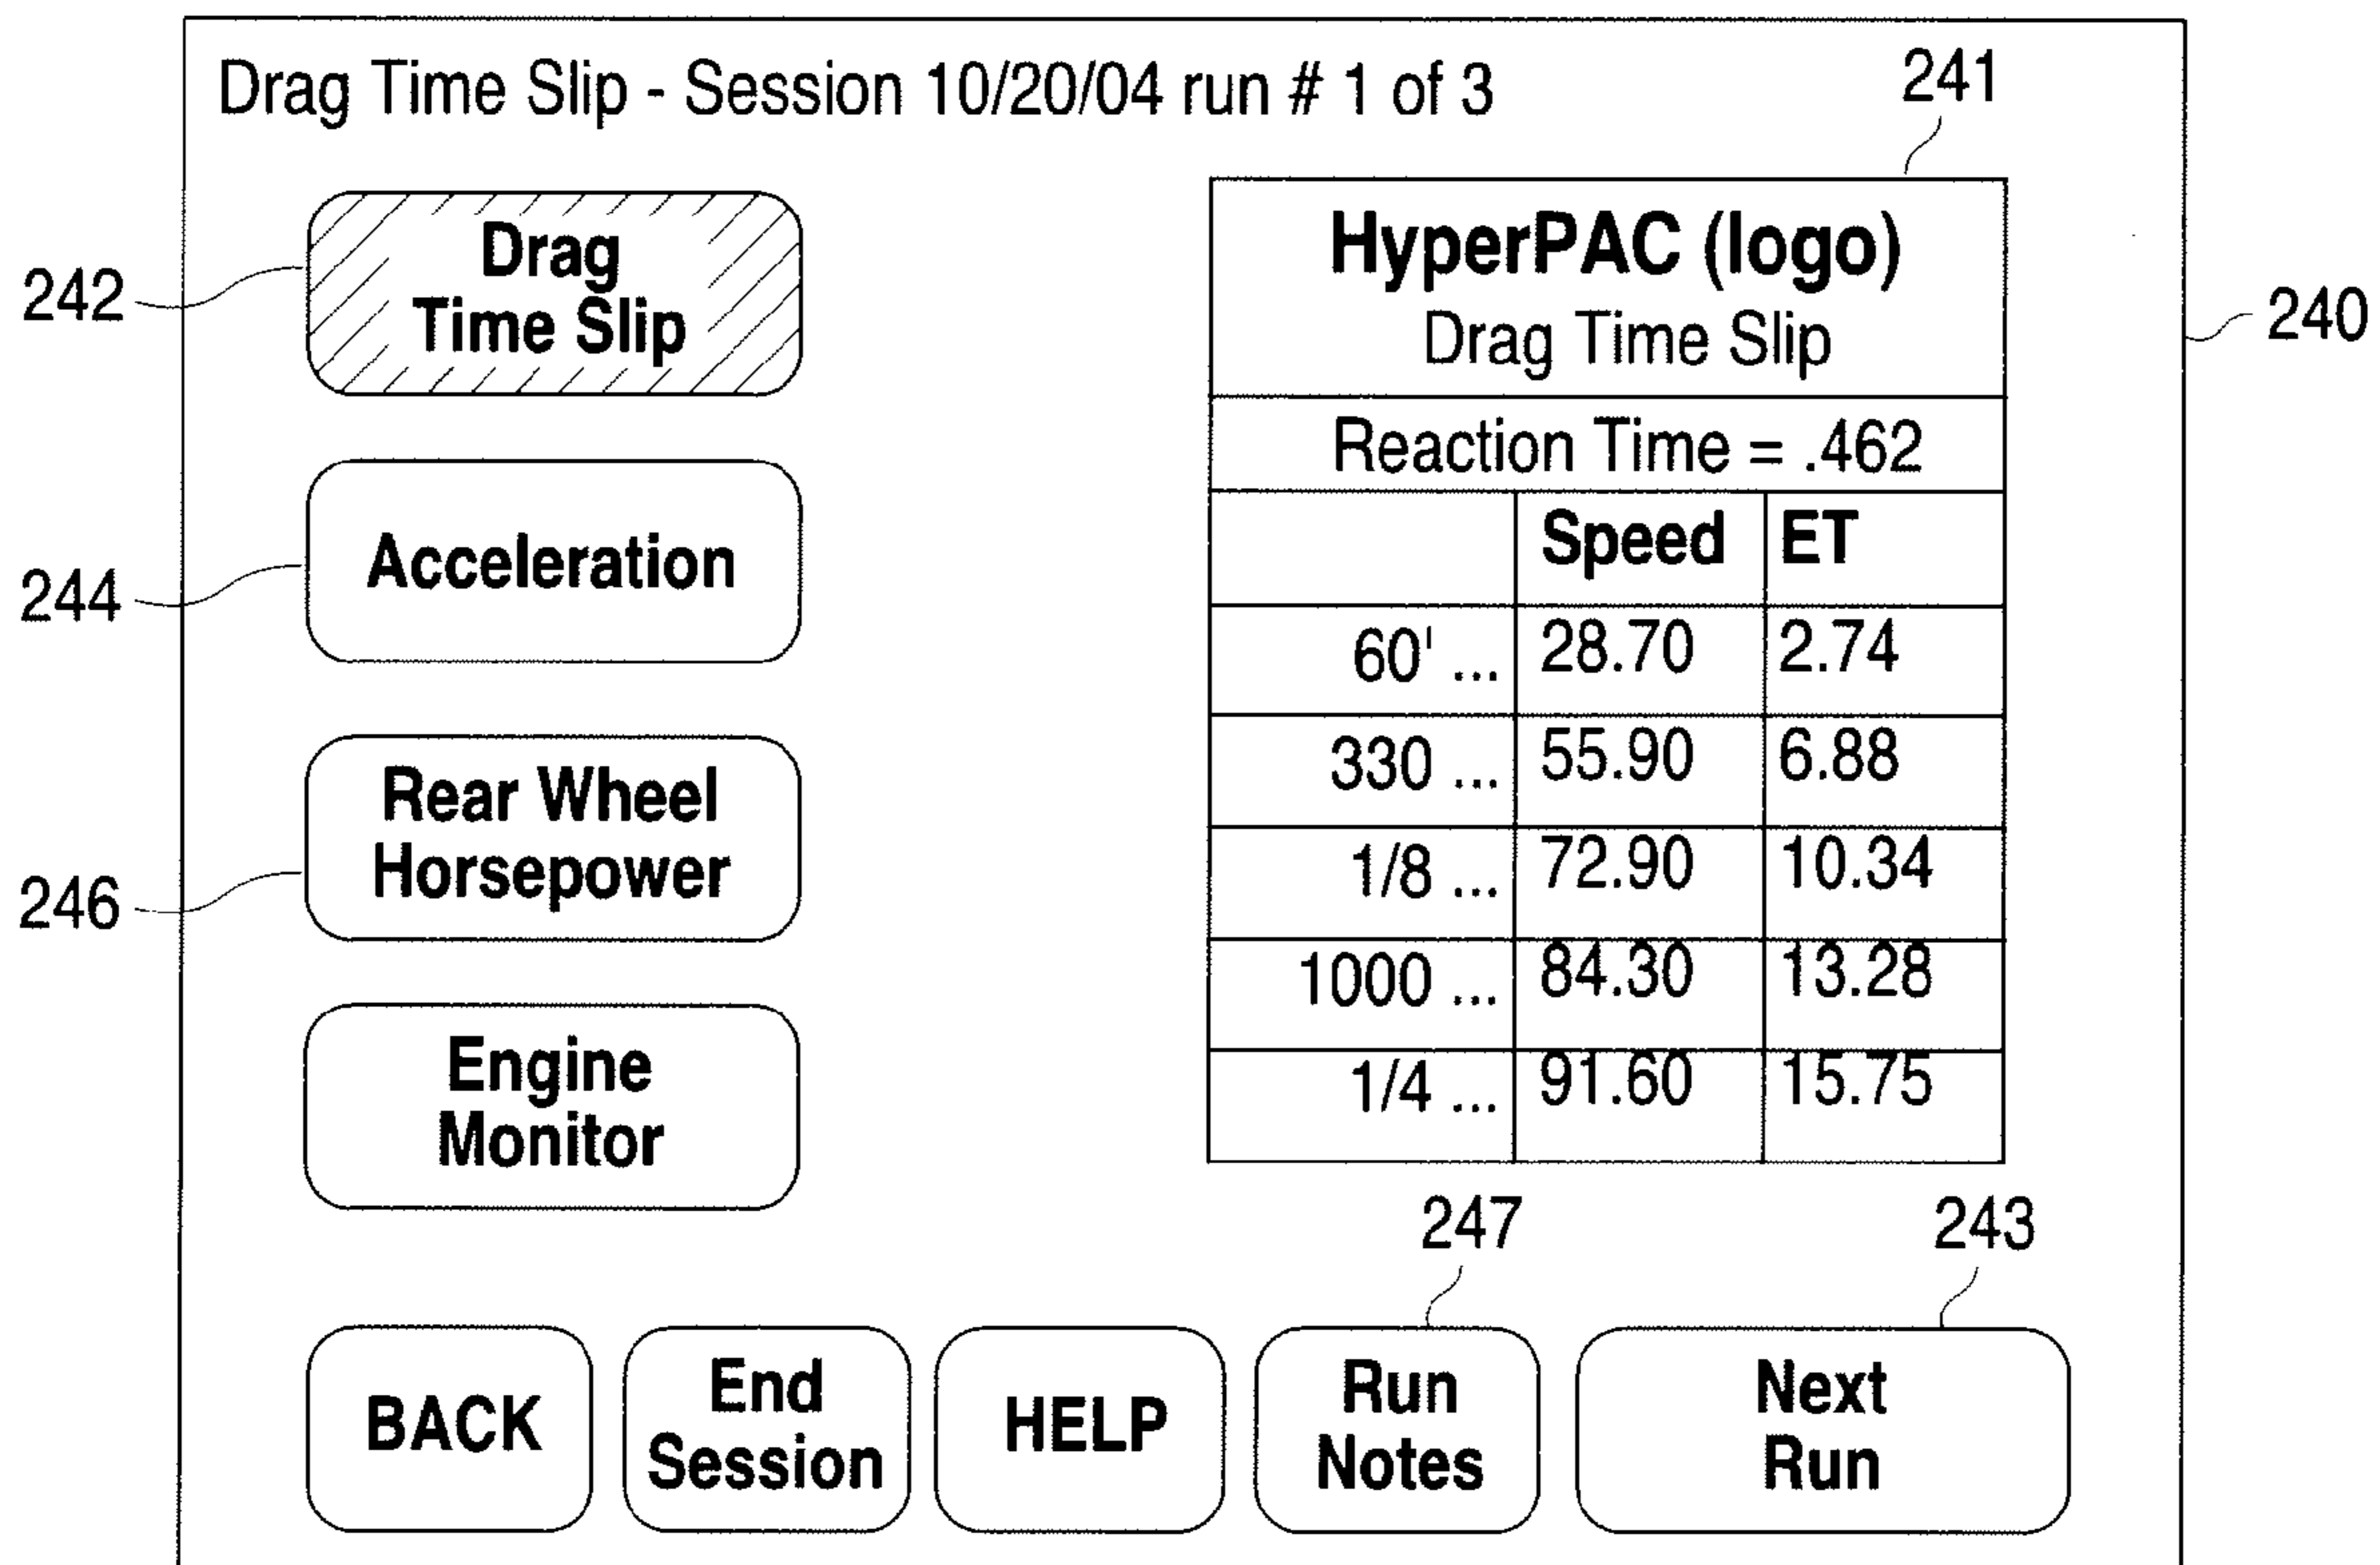 Drag Time Slip - Session 10/20/04 run # 1 of 3
241
242
Drag
Time Slip
244
Acceleration
246
Rear Wheel
Horsepower
Engine
Monitor
HyperPAC (logo)
Drag Time Slip
240
Reaction Time = .462
Speed ET
60' ... 28.70 2.74
330 ... 55.90 6.88
1/8 ... 72.90 10.34
1000 ... 84.30 13.28
1/4 ... 91.60 15.75
247
243
BACK
End
Session
HELP
Run
Notes
Next
Run